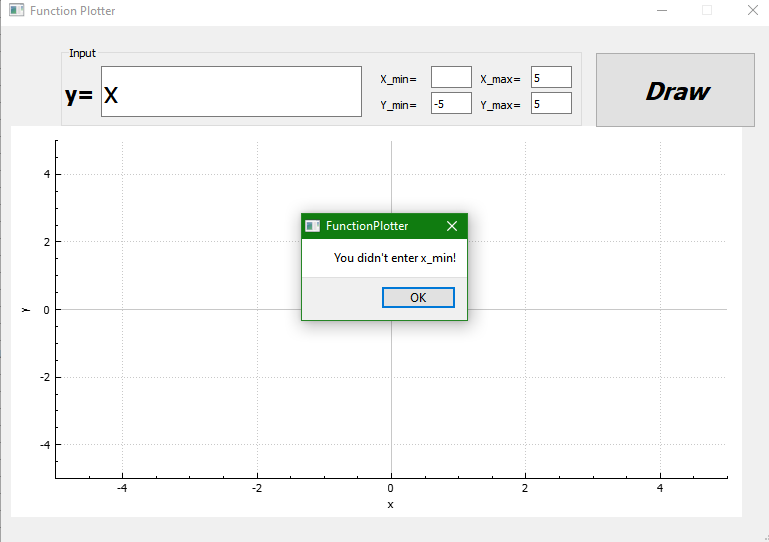 Function Plotter
Input
y= x
X_min= X_max= 5
Y_min= -5 Y_max= 5
Draw
FunctionPlotter
You didn't enter x_min!
OK
y
4
2
0
-2
-4
-4 -2 0 2 4
x